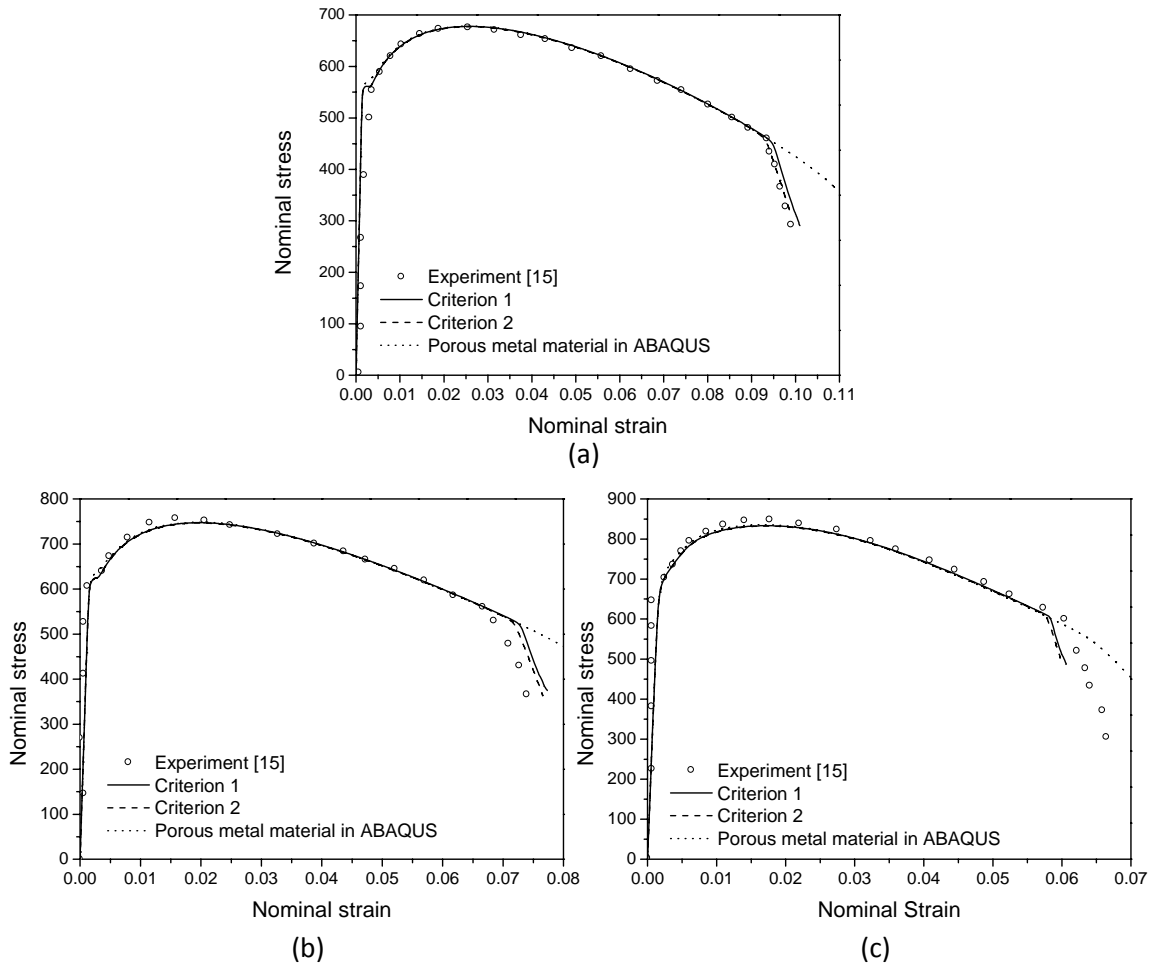 700
600
500
400
300
200
100
0
Nominal stress
Experiment [15]
Criterion 1
Criterion 2
Porous metal material in ABAQUS
0.00 0.01 0.02 0.03 0.04 0.05 0.06 0.07 0.08 0.09 0.10 0.11
Nominal strain
(a)
800
700
600
500
400
300
200
100
0
Nominal stress
Experiment [15]
Criterion 1
Criterion 2
Porous metal material in ABAQUS
0.00 0.01 0.02 0.03 0.04 0.05 0.06 0.07 0.08
Nominal strain
(b)
900
800
700
600
500
400
300
200
100
0
Nominal stress
Experiment [15]
Criterion 1
Criterion 2
Porous metal material in ABAQUS
0.00 0.01 0.02 0.03 0.04 0.05 0.06 0.07
Nominal Strain
(c)